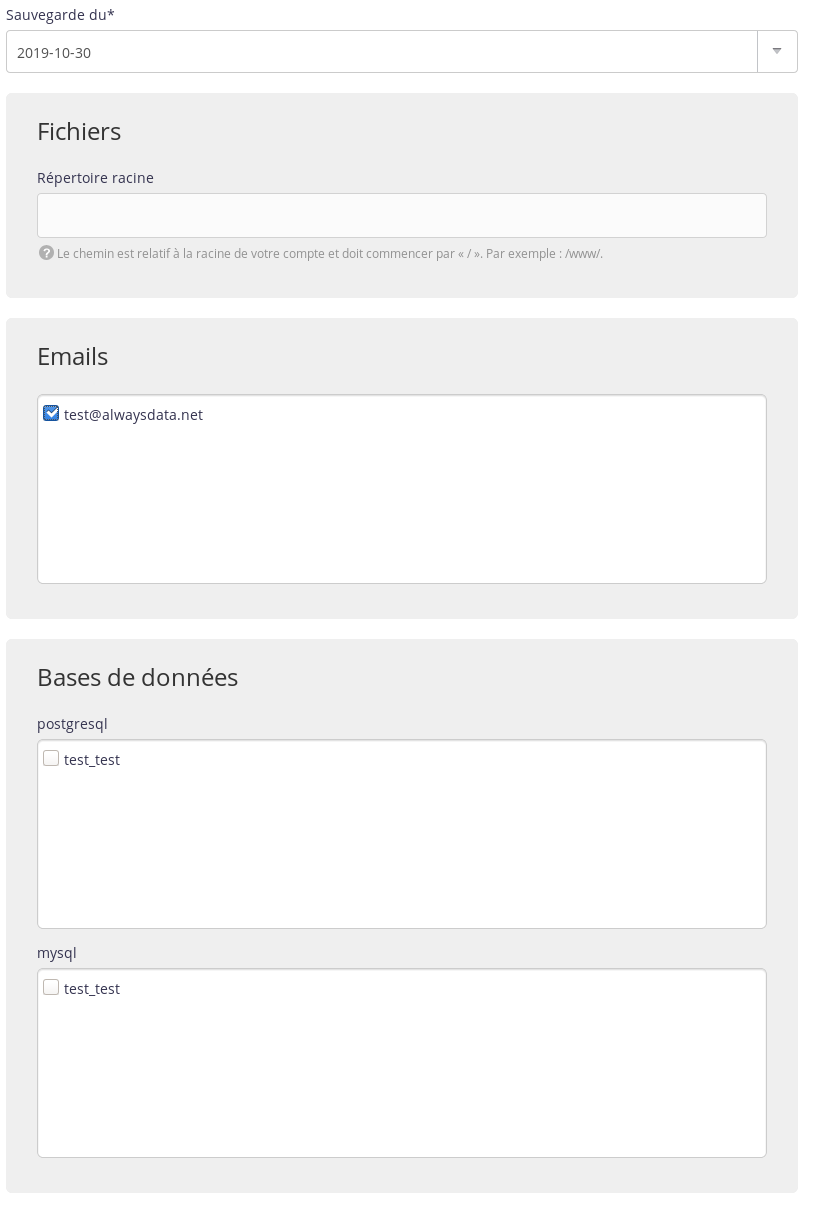 Sauvegarde du*
2019-10-30
Fichiers
Répertoire racine
? Le chemin est relatif à la racine de votre compte et doit commencer par « / ». Par exemple : /www/.
Emails
test@alwaysdata.net
Bases de données
postgresql
test_test
mysql
test_test